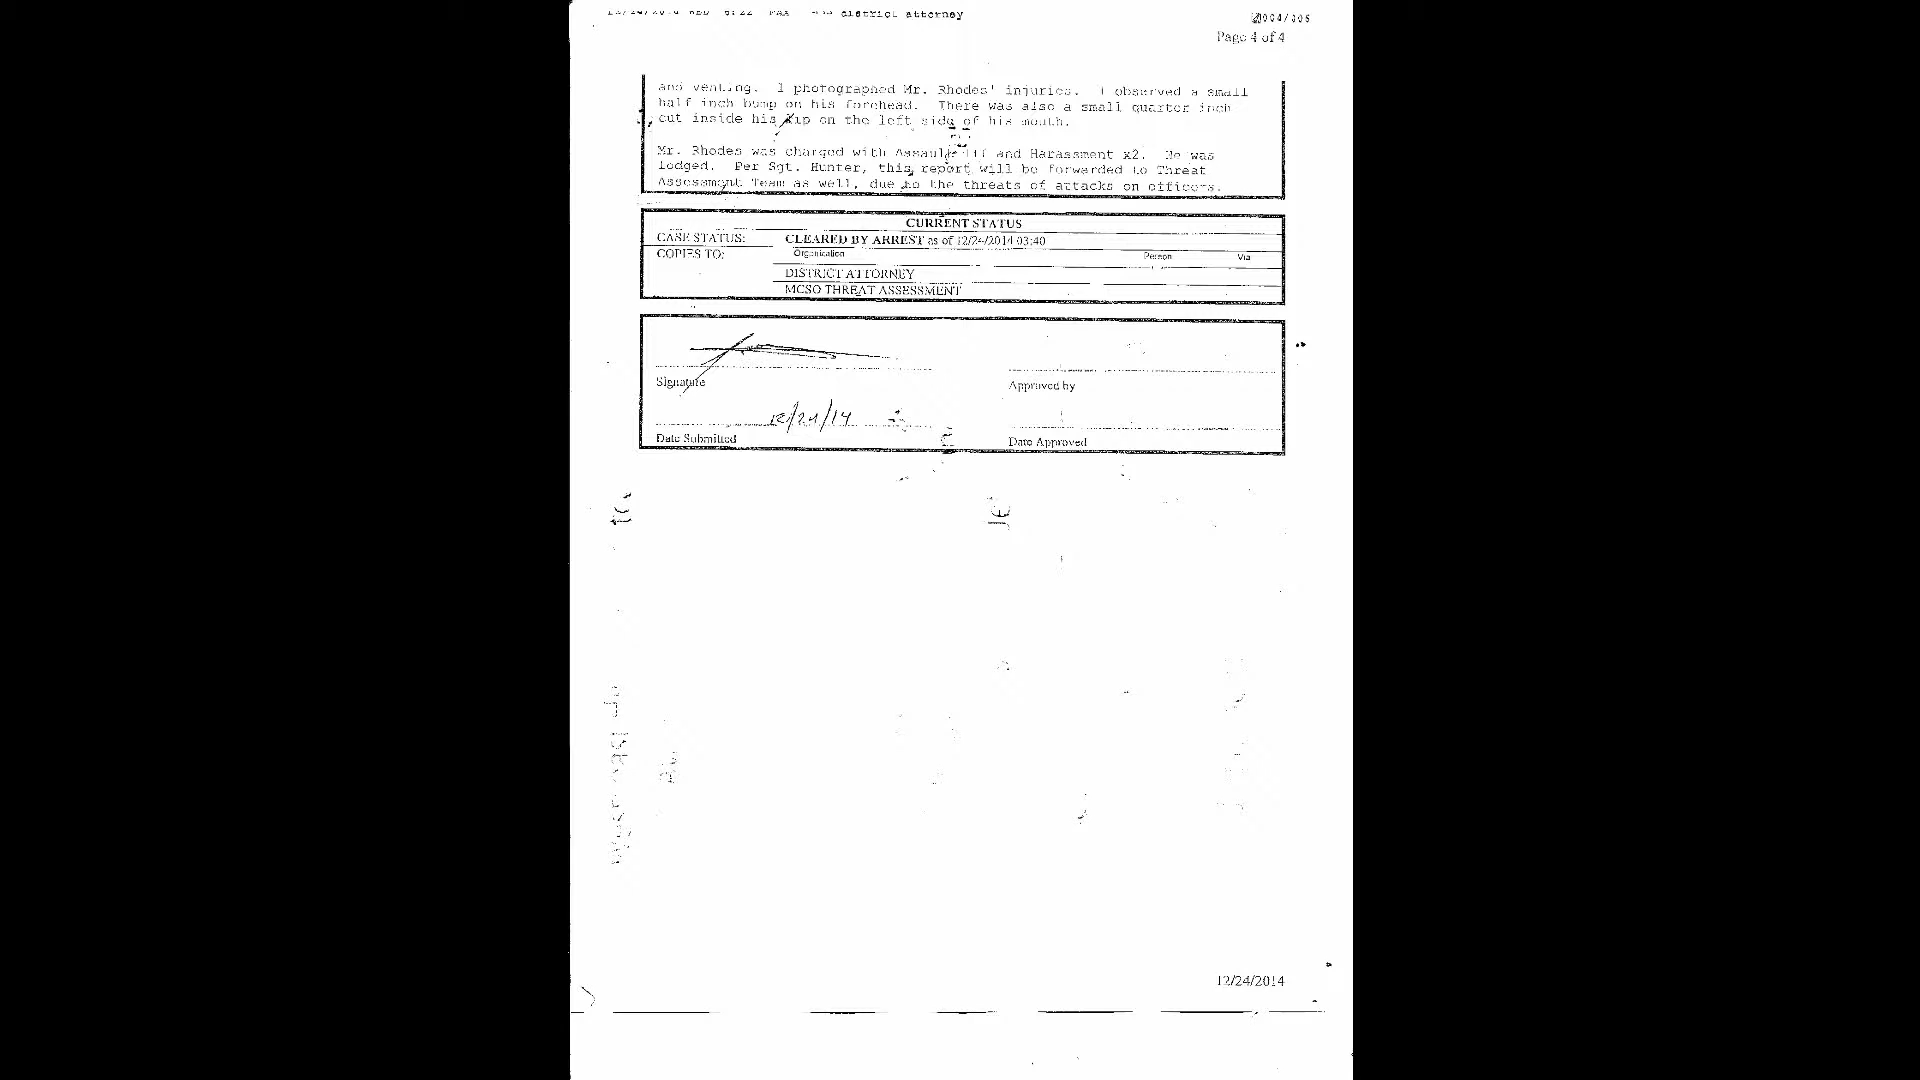 district attorney
004/005
Page 4 of 4
and venting. I photographed Mr. Rhodes' injuries. I observed a small
half inch bump on his forehead. There was also a small quarter inch
cut inside his lip on the left side of his mouth.
Mr. Rhodes was charged with Assault III and Harassment x2. He was
lodged. Per Sgt. Hunter, this report will be forwarded to Threat
Assessment Team as well, due to the threats of attacks on officers.
CURRENT STATUS
CASE STATUS: CLEARED BY ARREST as of 12/24/2014 03:40
COPIES TO: Organization Person Via
DISTRICT ATTORNEY
MCSO THREAT ASSESSMENT
Signature Approved by
12/24/14
Date Submitted Date Approved
12/24/2014